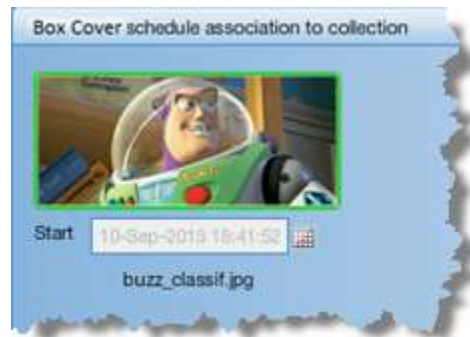 Box Cover schedule association to collection
Start 10-Sep-2013 18:41:52
buzz_classif.jpg